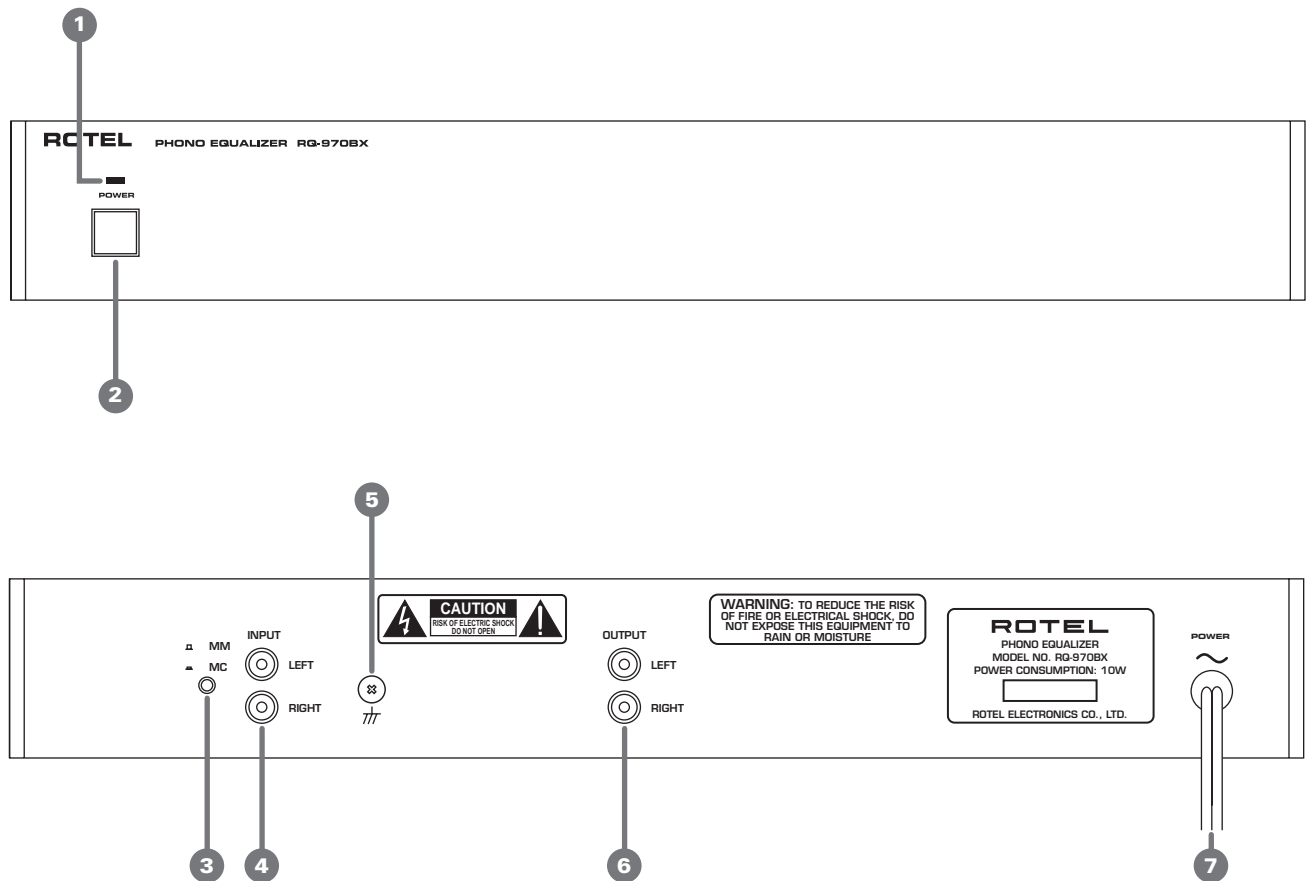 1
ROTEL PHONO EQUALIZER RQ-970BX
POWER
2
5
CAUTION
RISK OF ELECTRIC SHOCK
DO NOT OPEN
WARNING: TO REDUCE THE RISK
OF FIRE OR ELECTRICAL SHOCK, DO
NOT EXPOSE THIS EQUIPMENT TO
RAIN OR MOISTURE
MM
MC
INPUT
LEFT
RIGHT
OUTPUT
LEFT
RIGHT
ROTEL
PHONO EQUALIZER
MODEL NO. RQ-970BX
POWER CONSUMPTION: 10W
ROTEL ELECTRONICS CO., LTD.
POWER
3
4
6
7